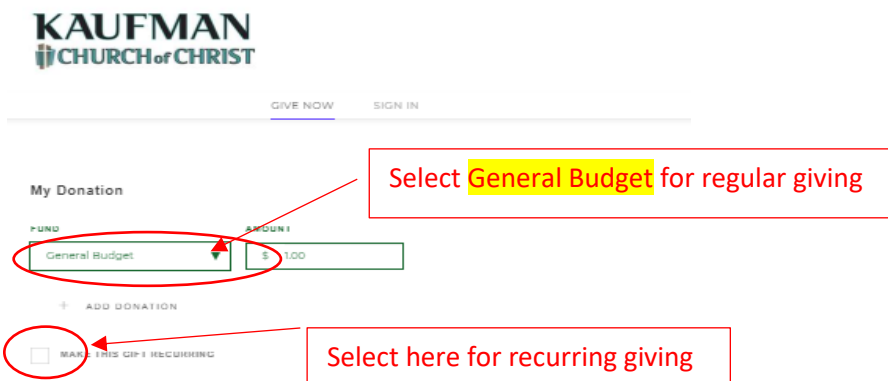 KAUFMAN
CHURCH of CHRIST
GIVE NOW SIGN IN
Select General Budget for regular giving
My Donation
FUND AMOUNT
General Budget $ 1.00
+ ADD DONATION
MAKE THIS GIFT RECURRING
Select here for recurring giving